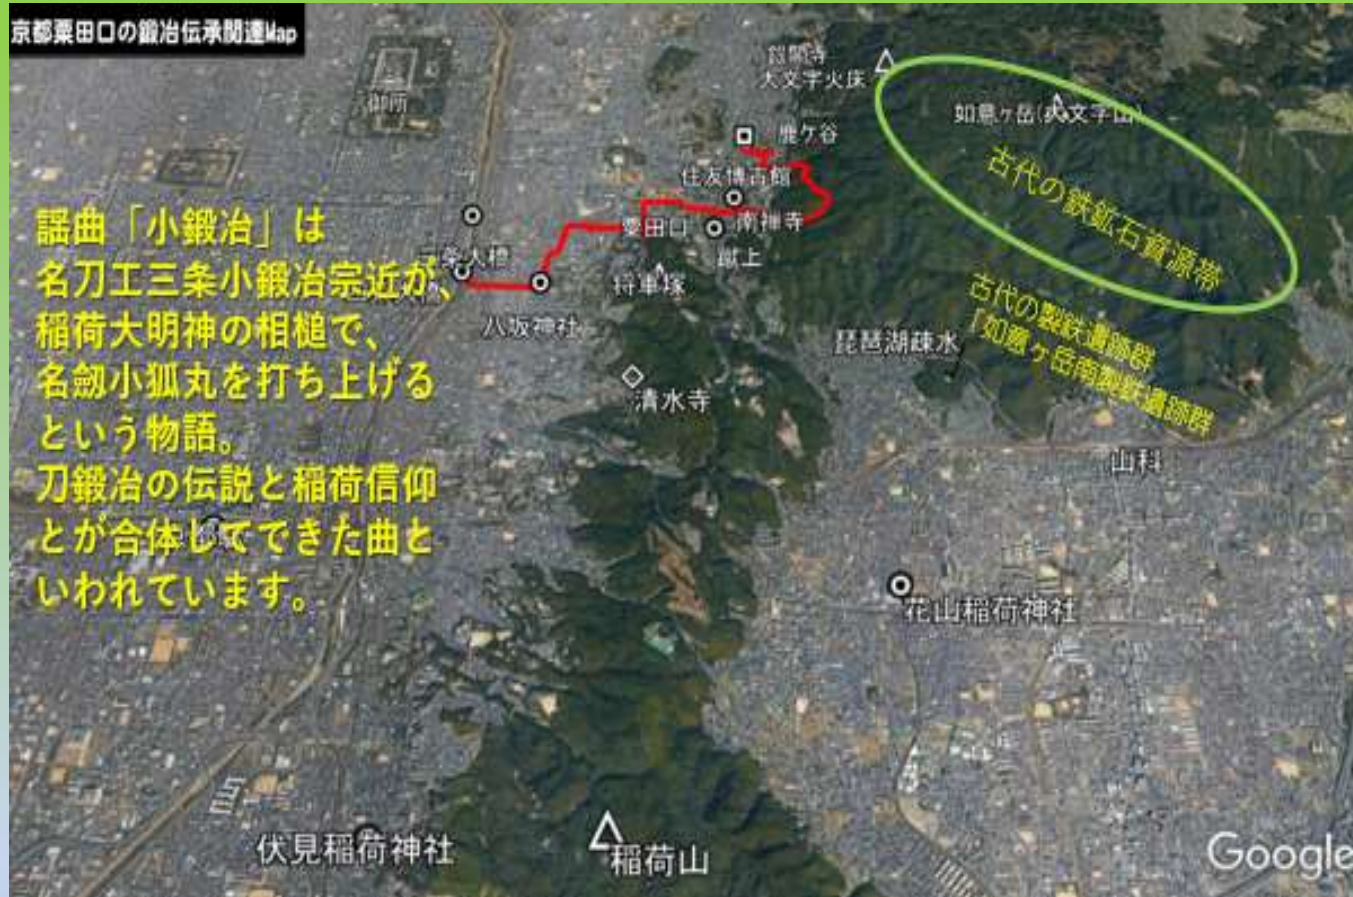 京都粟田口の鍛冶伝承関連Map
御所
銀閣寺
大文字火床
如意ヶ岳(大文字山)
鹿ケ谷
古代の鉄鉱石資源帯
住友博古館
粟田口
南禅寺
蹴上
三条大橋
将軍塚
八坂神社
古代の製鉄遺跡群
「如意ヶ岳南製鉄遺跡群
琵琶湖疎水
清水寺
山科
謡曲「小鍛冶」は
名刀工三条小鍛冶宗近が、
稲荷大明神の相槌で、
名劔小狐丸を打ち上げる
という物語。
刀鍛冶の伝説と稲荷信仰
とが合体してできた曲と
いわれています。
花山稲荷神社
伏見稲荷神社
稲荷山
Google